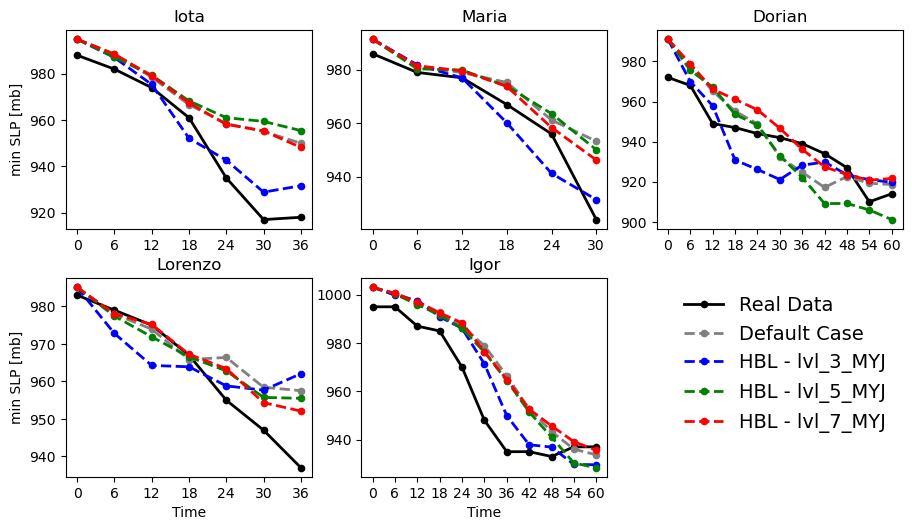 Iota
Maria
Dorian
min SLP [mb]
980
960
940
920
0 6 12 18 24 30 36
980
960
940
0 6 12 18 24 30
980
960
940
920
900
0 6 12 18 24 30 36 42 48 54 60
Lorenzo
Igor
min SLP [mb]
980
970
960
950
940
0 6 12 18 24 30 36
Time
1000
980
960
940
0 6 12 18 24 30 36 42 48 54 60
Time
Real Data
Default Case
HBL - lvl_3_MYJ
HBL - lvl_5_MYJ
HBL - lvl_7_MYJ